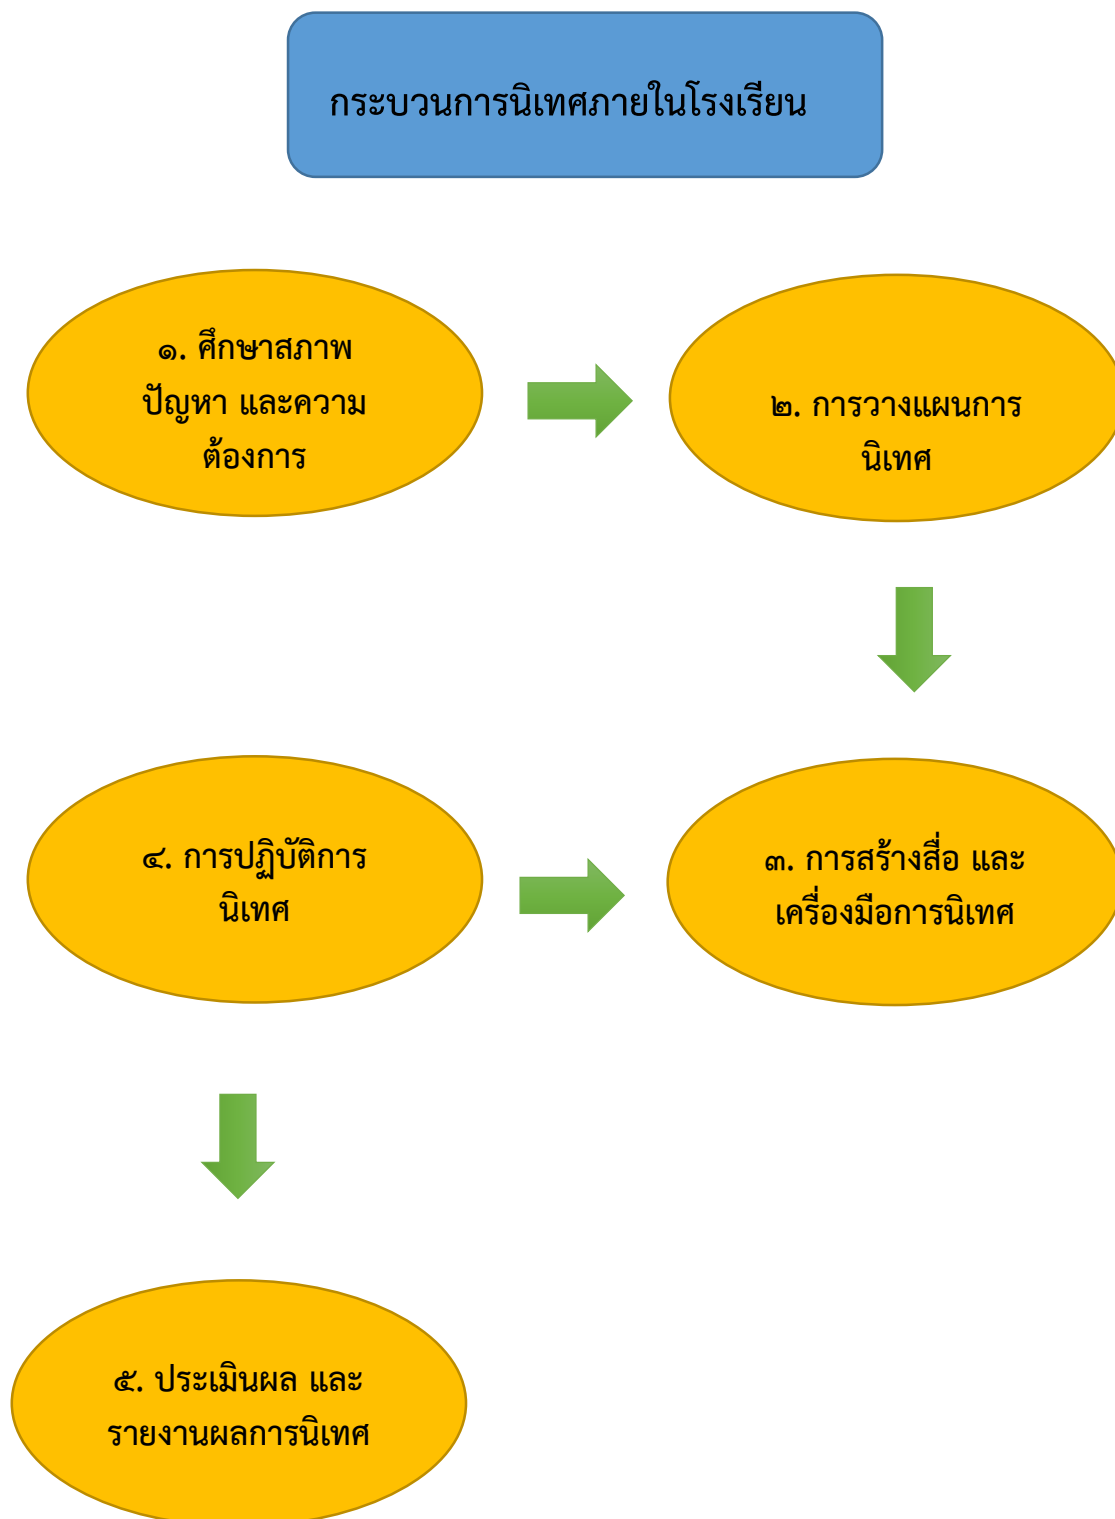 กระบวนการนิเทศภายในโรงเรียน
๑. ศึกษาสภาพ
ปัญหา และความ
ต้องการ
๒. การวางแผนการ
นิเทศ
๔. การปฏิบัติการ
นิเทศ
๓. การสร้างสื่อ และ
เครื่องมือการนิเทศ
๕. ประเมินผล และ
รายงานผลการนิเทศ